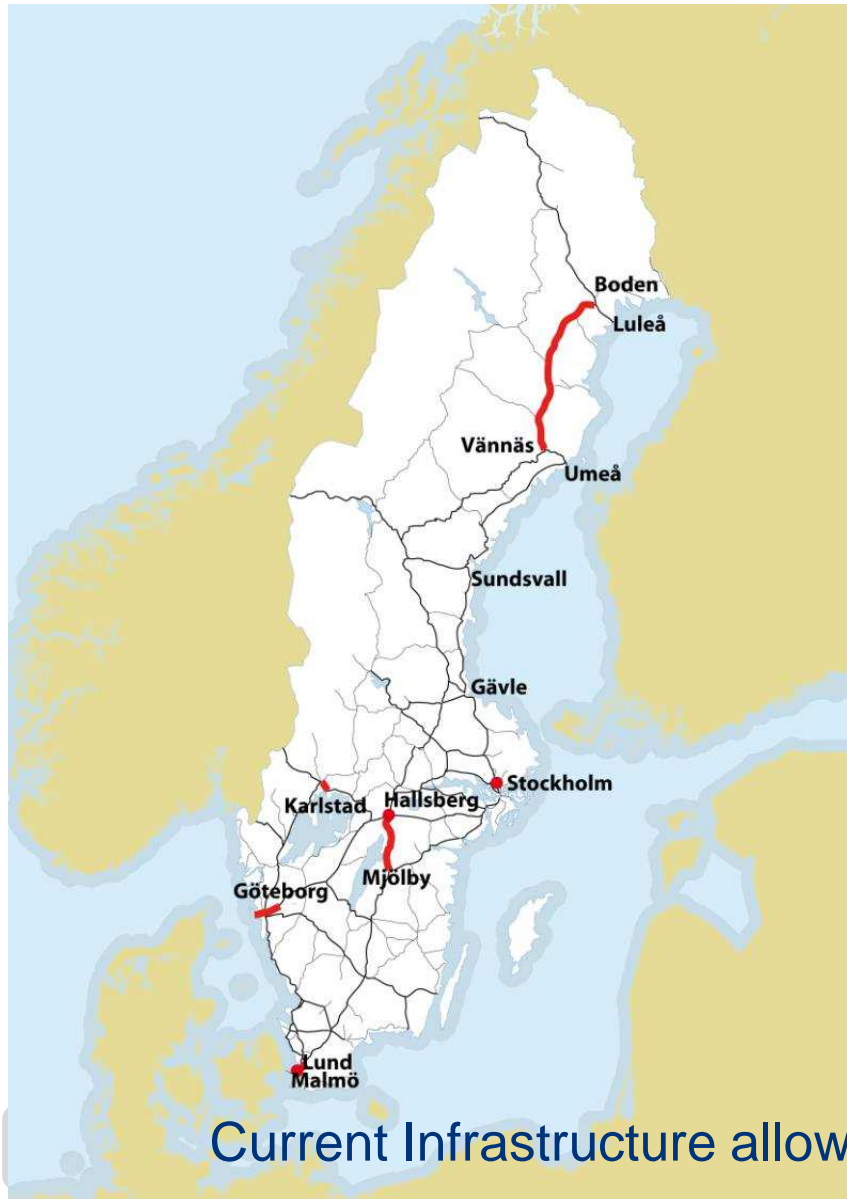 Boden
Luleå
Vännäs
Umeå
Sundsvall
Gävle
Stockholm
Karlstad
Hallsberg
Mjölby
Göteborg
Lund
Malmö
Current Infrastructure allow